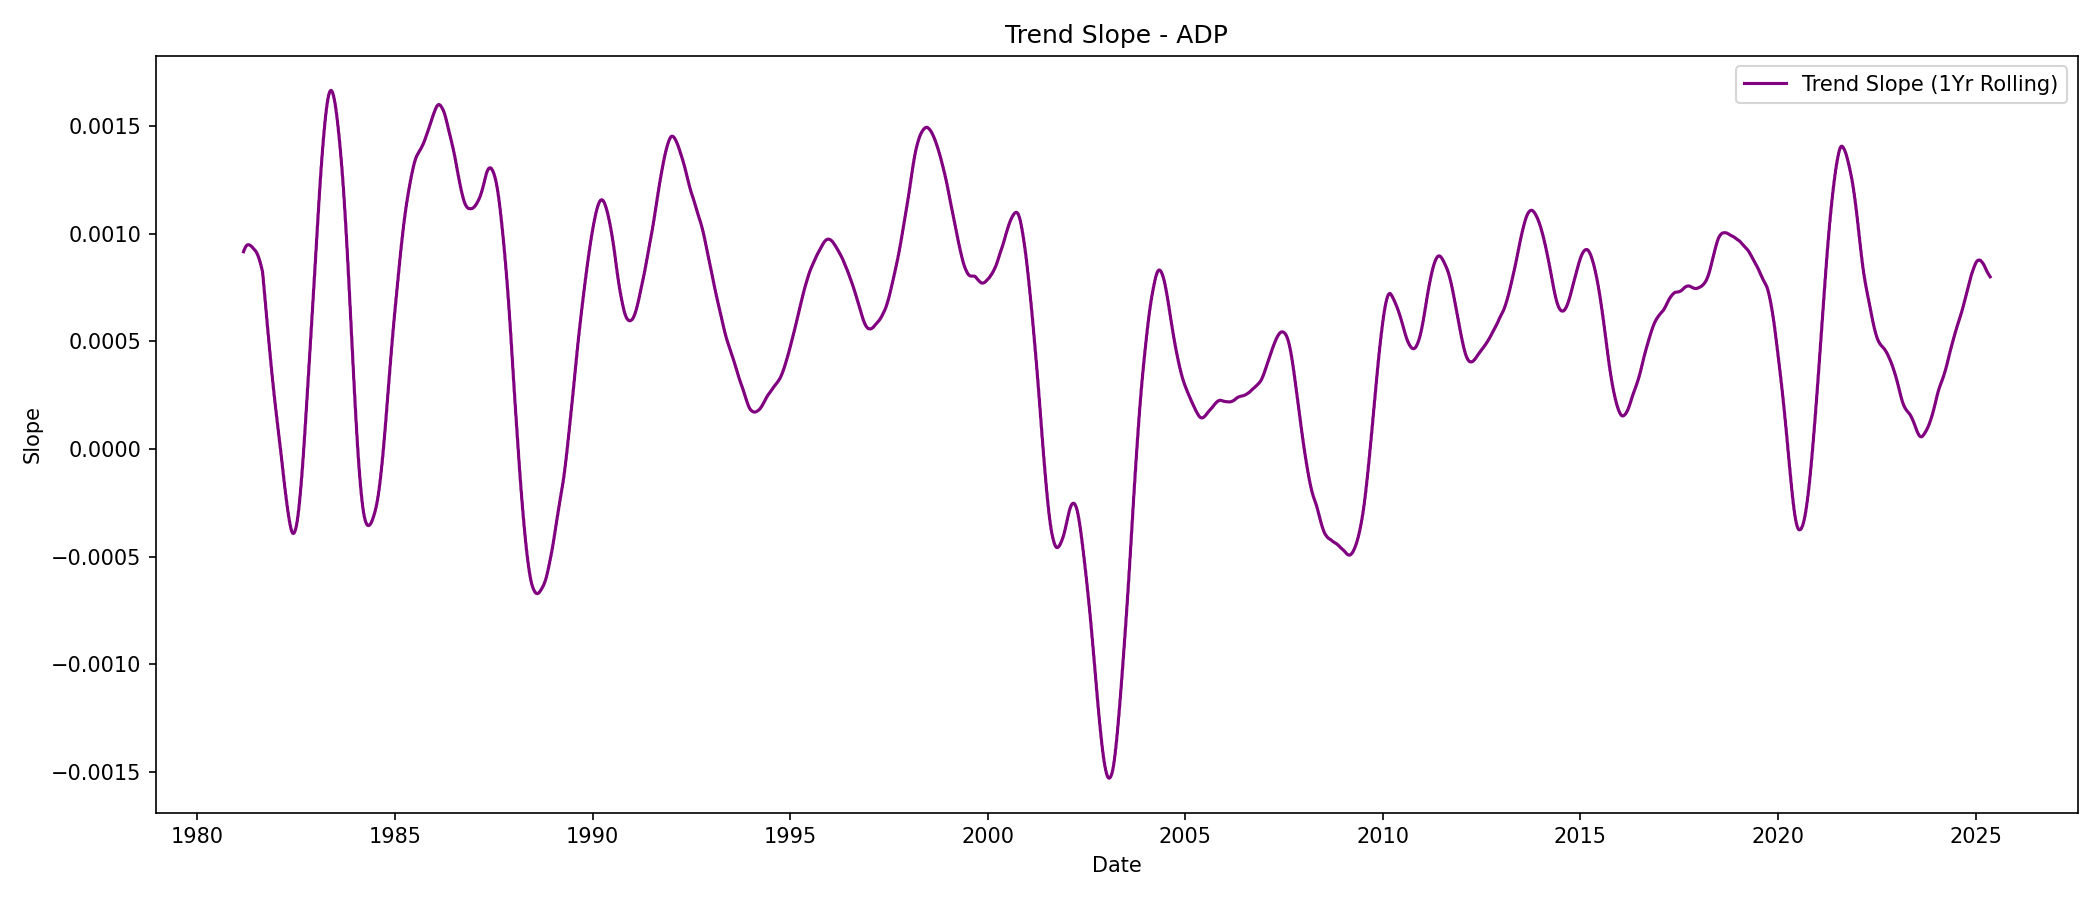 Trend Slope - ADP
Trend Slope (1Yr Rolling)
Slope
0.0015
0.0010
0.0005
0.0000
−0.0005
−0.0010
−0.0015
1980 1985 1990 1995 2000 2005 2010 2015 2020 2025
Date